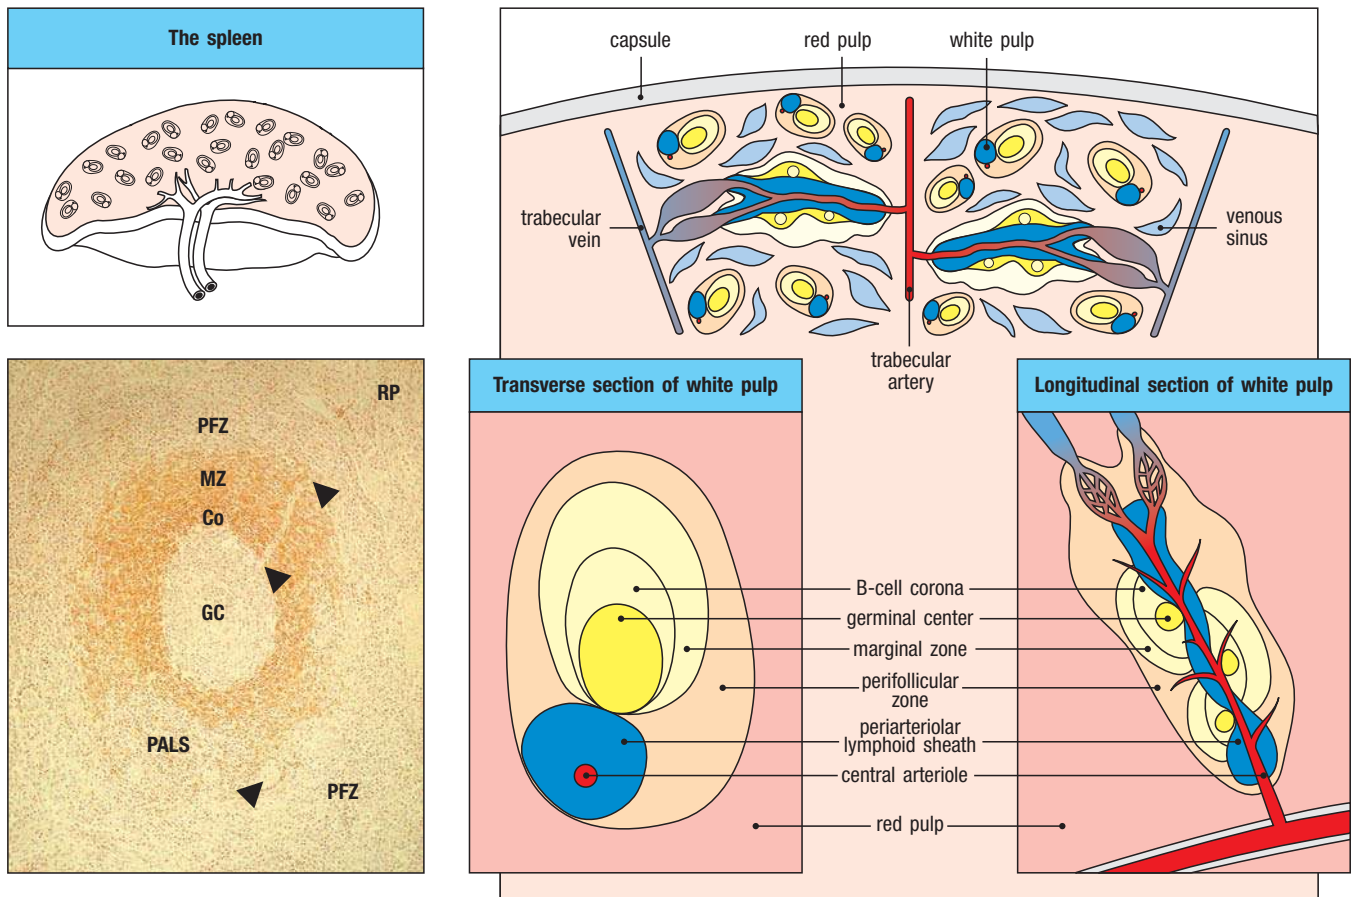 The spleen
capsule
red pulp
white pulp
trabecular
vein
venous
sinus
trabecular
artery
RP
PFZ
MZ
Co
GC
PALS
PFZ
Transverse section of white pulp
Longitudinal section of white pulp
B-cell corona
germinal center
marginal zone
perifollicular
zone
periarteriolar
lymphoid sheath
central arteriole
red pulp